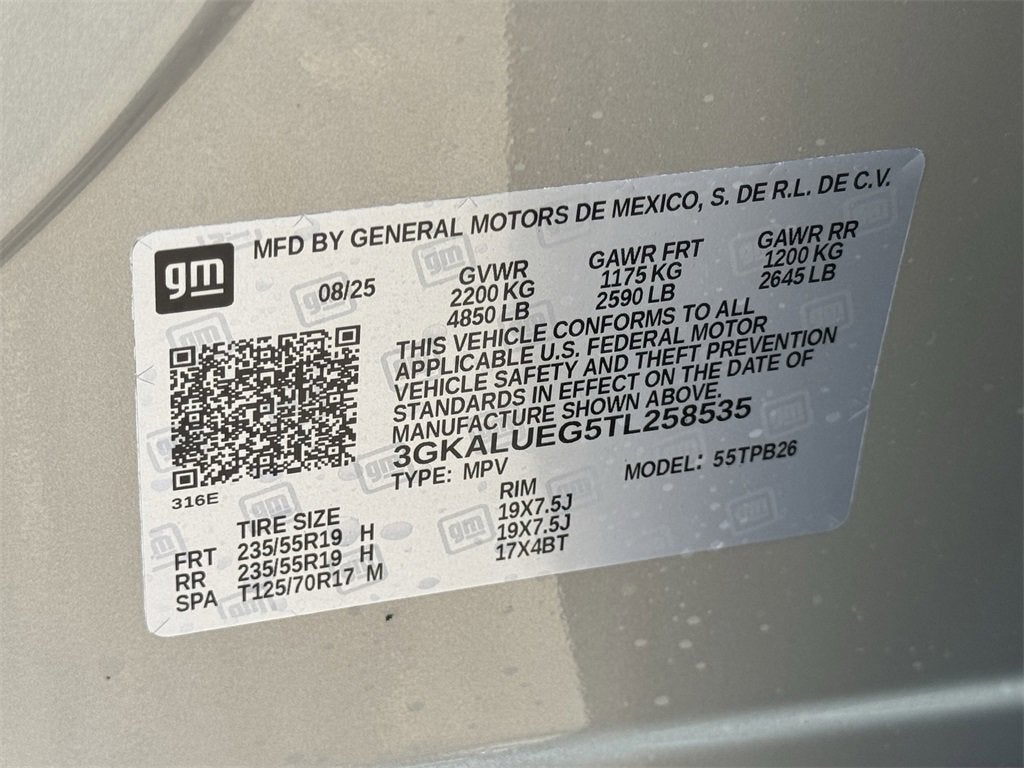 gm
MFD BY GENERAL MOTORS DE MEXICO, S. DE R.L. DE C.V.
08/25
GVWR
2200 KG
4850 LB
GAWR FRT
1175 KG
2590 LB
GAWR RR
1200 KG
2645 LB
THIS VEHICLE CONFORMS TO ALL
APPLICABLE U.S. FEDERAL MOTOR
VEHICLE SAFETY AND THEFT PREVENTION
STANDARDS IN EFFECT ON THE DATE OF
MANUFACTURE SHOWN ABOVE.
3GKALUEG5TL258535
TYPE: MPV
MODEL: 55TPB26
316E
TIRE SIZE
RIM
FRT 235/55R19 H 19X7.5J
RR 235/55R19 H 19X7.5J
SPA T125/70R17 M 17X4BT